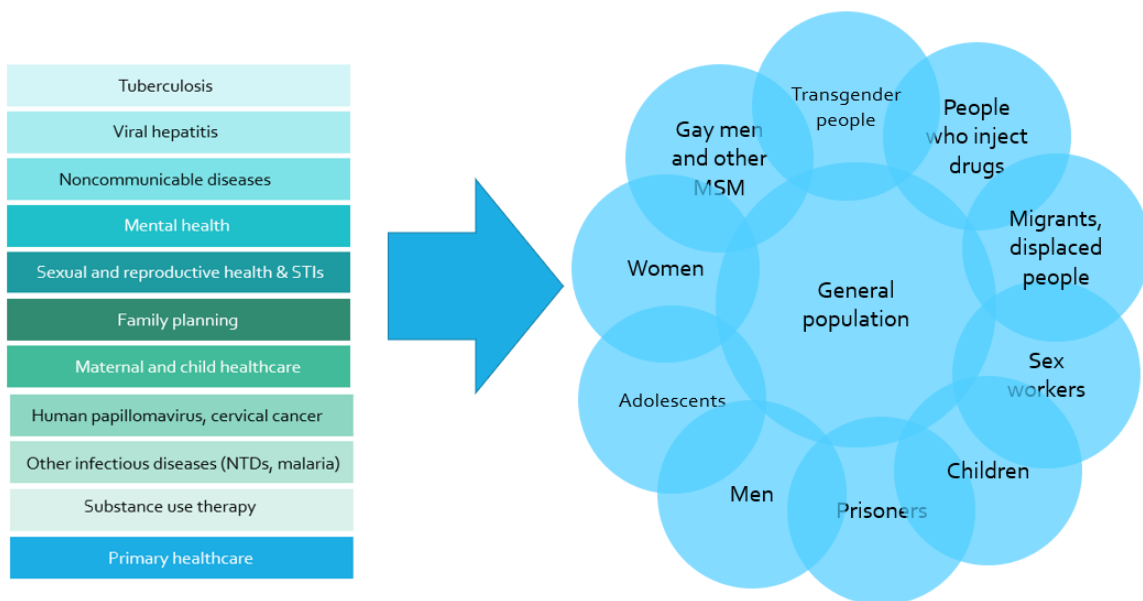 Tuberculosis
Viral hepatitis
Noncommunicable diseases
Mental health
Sexual and reproductive health & STIs
Family planning
Maternal and child healthcare
Human papillomavirus, cervical cancer
Other infectious diseases (NTDs, malaria)
Substance use therapy
Primary healthcare
Transgender
people
People
who inject
drugs
Gay men
and other
MSM
Migrants,
displaced
people
Women
General
population
Sex
workers
Adolescents
Children
Men
Prisoners